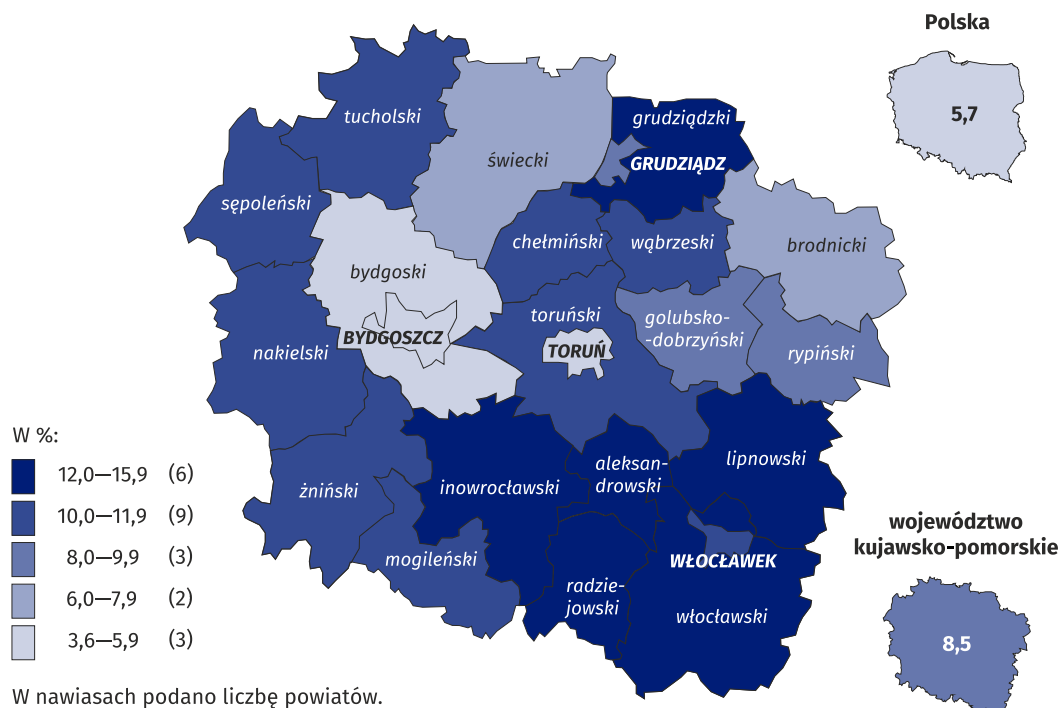 Polska
5,7
tucholski
grudziądzki
świecki
GRUDZIĄDZ
sępoleński
chełmiński
wąbrzeski
brodnicki
bydgoski
toruński
golubsko-
-dobrzyński
BYDGOSZCZ
TORUŃ
nakielski
rypiński
W %:
12,0—15,9 (6)
10,0—11,9 (9)
8,0—9,9 (3)
6,0—7,9 (2)
3,6—5,9 (3)
żniński
inowrocławski
aleksan-
drowski
lipnowski
mogileński
WŁOCŁAWEK
radzie-
jowski
włocławski
województwo
kujawsko-pomorskie
8,5
W nawiasach podano liczbę powiatów.